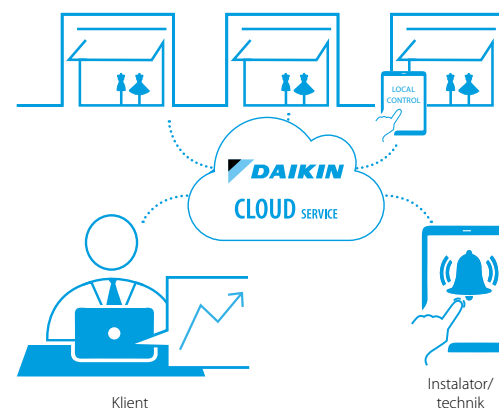 LOCAL
CONTROL
DAIKIN
CLOUD SERVICE
Klient
Instalator/
technik